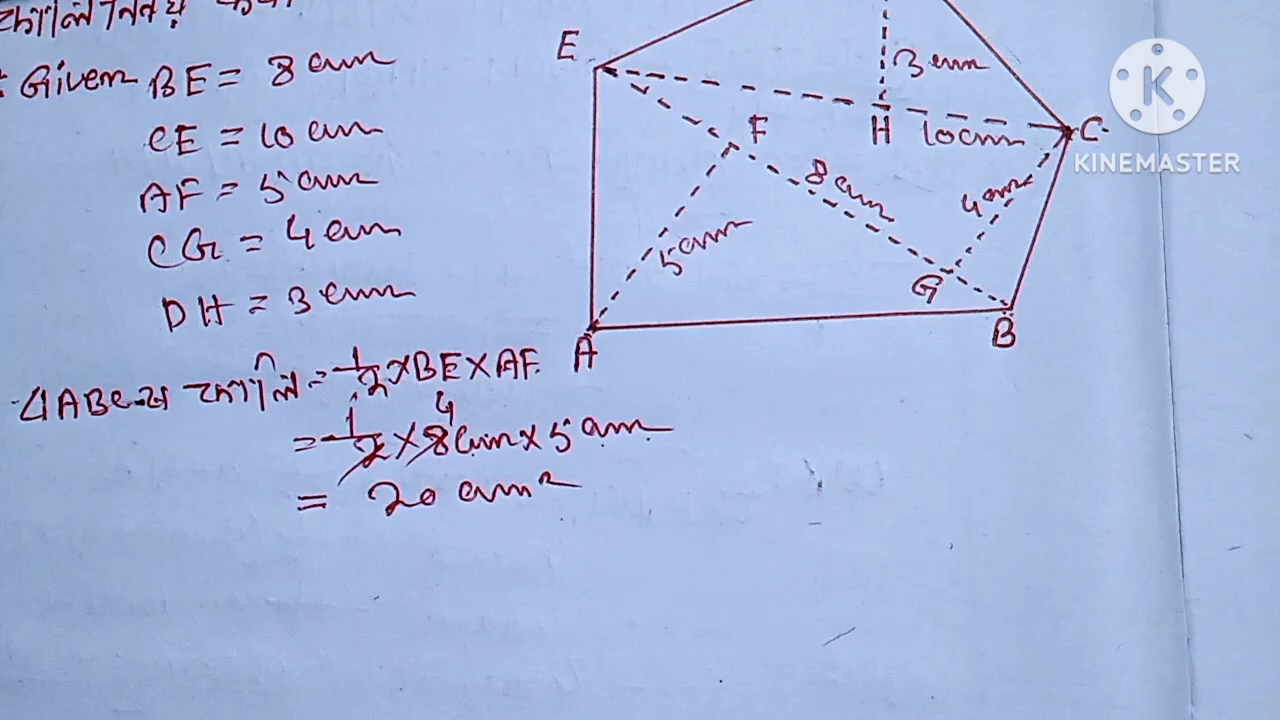 : Given BE = 8 cm
CE = 10 cm
AF = 5 cm
CG = 4 cm
DH = 3 cm
= 1/2 × BE × AF
= 1/2 × 8 cm × 5 cm
4
= 20 cm²
E
3 cm
F
H
10 cm
C
8 cm
4 cm
5 cm
G
A
B
K
KINEMASTER